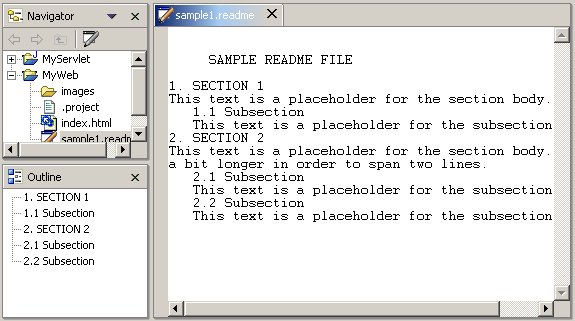 Navigator
MyServlet
MyWeb
images
.project
index.html
sample1.readm
Outline
1. SECTION 1
1.1 Subsection
2. SECTION 2
2.1 Subsection
2.2 Subsection
sample1.readme
SAMPLE README FILE
1. SECTION 1
This text is a placeholder for the section body.
1.1 Subsection
This text is a placeholder for the subsection
2. SECTION 2
This text is a placeholder for the section body.
a bit longer in order to span two lines.
2.1 Subsection
This text is a placeholder for the subsection
2.2 Subsection
This text is a placeholder for the subsection